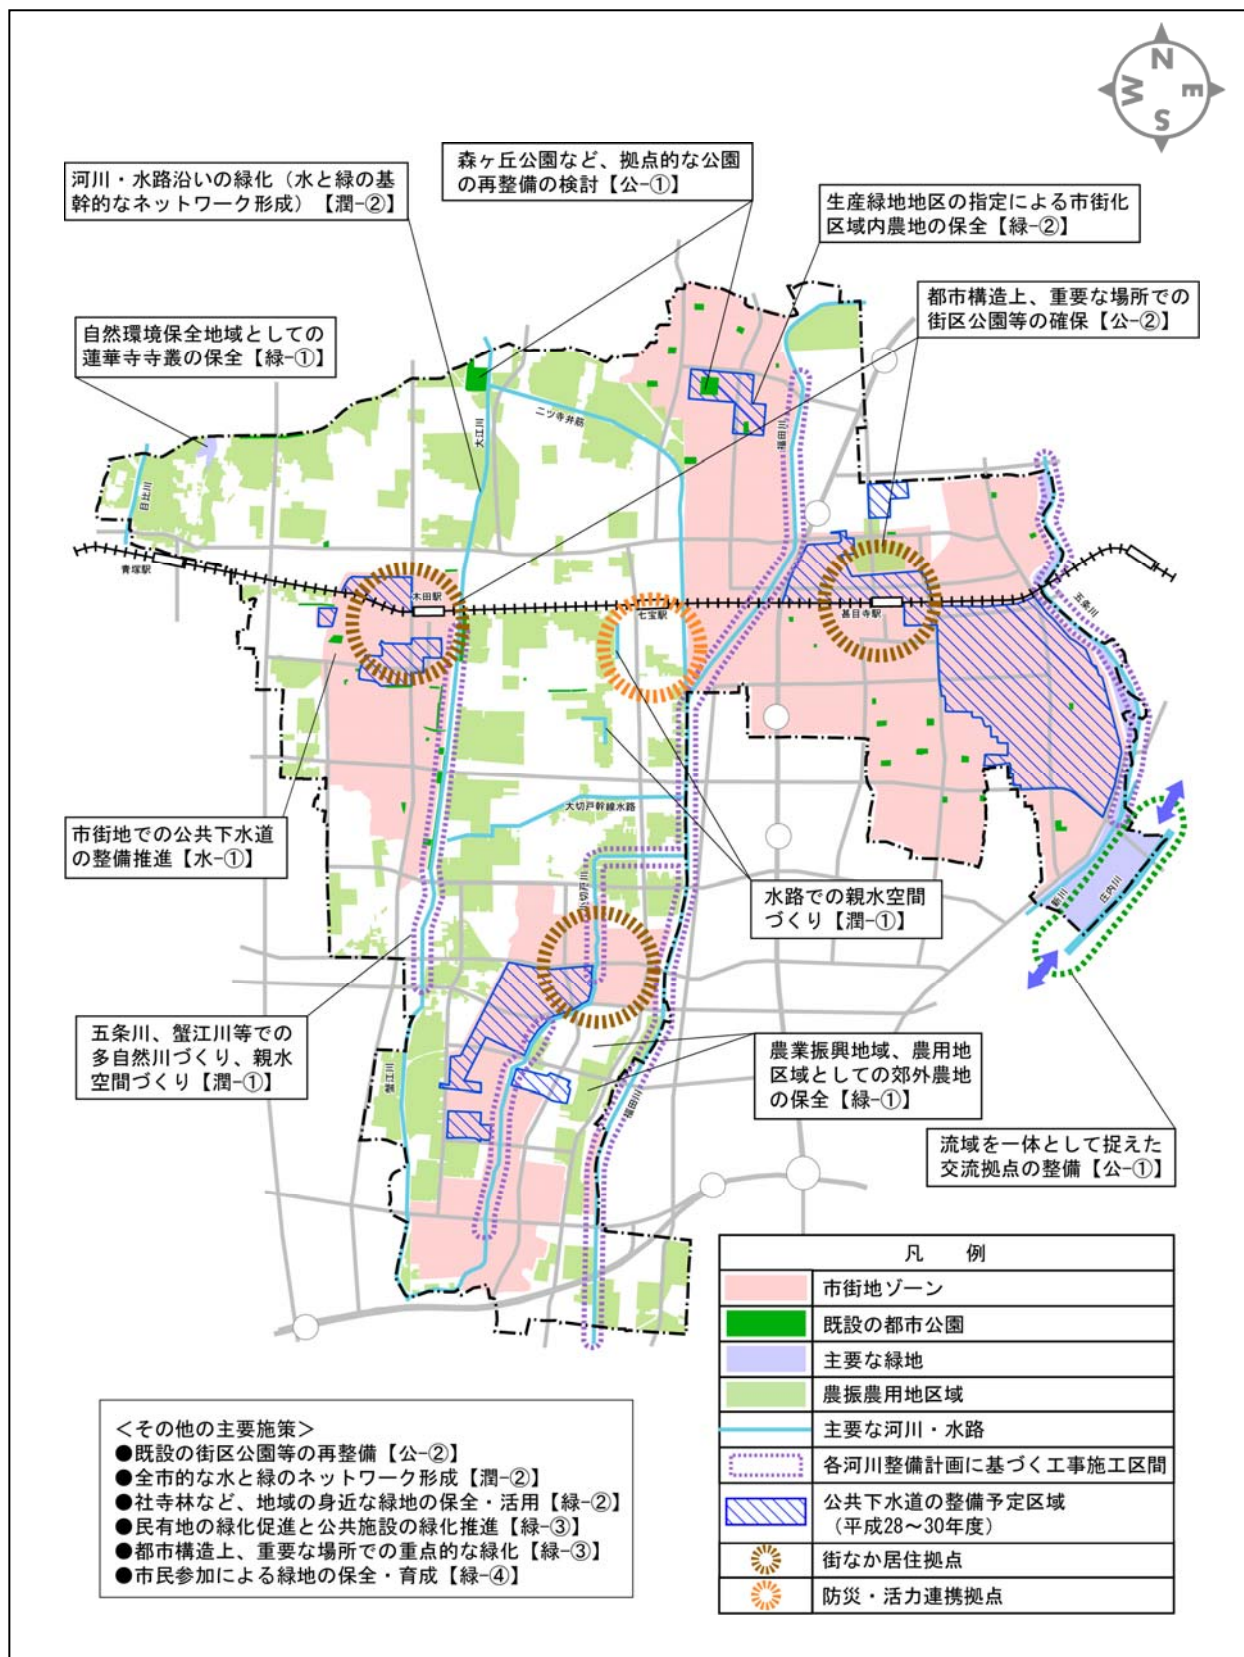 N
W
E
S
森ヶ丘公園など、拠点的な公園
の再整備の検討【公-①】
河川・水路沿いの緑化（水と緑の基
幹的なネットワーク形成）【潤-②】
生産緑地地区の指定による市街化
区域内農地の保全【緑-②】
都市構造上、重要な場所での
街区公園等の確保【公-②】
自然環境保全地域としての
蓮華寺寺叢の保全【緑-①】
二ツ寺井筋
大江川
福田川
目比川
青塚駅
木田駅
七宝駅
甚目寺駅
五条川
大切戸幹線水路
市街地での公共下水道
の整備推進【水-①】
水路での親水空間
づくり【潤-①】
小切戸川
新川
庄内川
五条川、蟹江川等での
多自然川づくり、親水
空間づくり【潤-①】
蟹江川
福田川
農業振興地域、農用地
区域としての郊外農地
の保全【緑-①】
流域を一体として捉えた
交流拠点の整備【公-①】
凡　例
市街地ゾーン
既設の都市公園
主要な緑地
農振農用地区域
主要な河川・水路
各河川整備計画に基づく工事施工区間
公共下水道の整備予定区域
（平成28～30年度）
街なか居住拠点
防災・活力連携拠点
＜その他の主要施策＞
●既設の街区公園等の再整備【公-②】
●全市的な水と緑のネットワーク形成【潤-②】
●社寺林など、地域の身近な緑地の保全・活用【緑-②】
●民有地の緑化促進と公共施設の緑化推進【緑-③】
●都市構造上、重要な場所での重点的な緑化【緑-③】
●市民参加による緑地の保全・育成【緑-④】